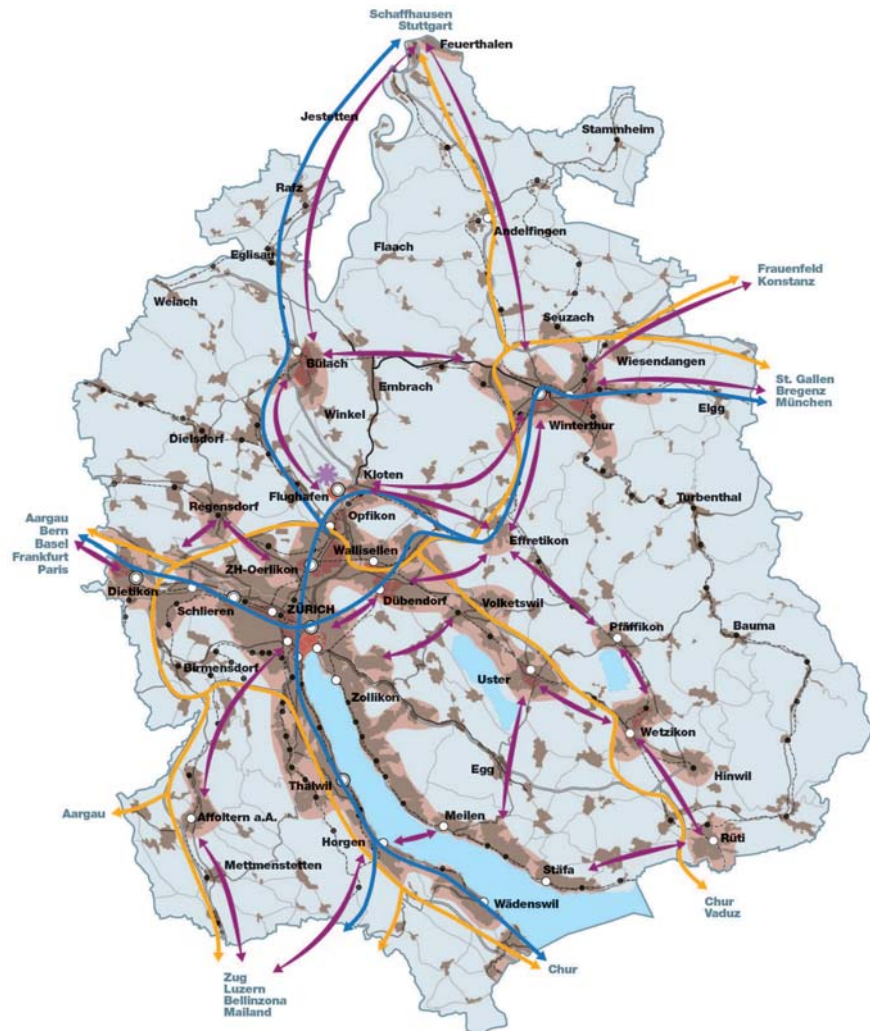 Schaffhausen
Stuttgart
Feuerthalen
Jestetten
Stammheim
Rafz
Andelfingen
Flaach
Eglisau
Frauenfeld
Konstanz
Weiach
Seuzach
Bülach
Wiesendangen
Embrach
St. Gallen
Bregenz
München
Elgg
Winkel
Winterthur
Dielsdorf
Kloten
Flughafen
Turbenthal
Regensdorf
Opfikon
Aargau
Bern
Basel
Frankfurt
Paris
Effretikon
Wallisellen
ZH-Oerlikon
Dietikon
Schlieren
ZÜRICH
Dübendorf
Volketswil
Pfäffikon
Bauma
Birmensdorf
Uster
Zollikon
Wetzikon
Egg
Hinwil
Thalwil
Aargau
Affoltern a.A.
Meilen
Horgen
Rüti
Mettmenstetten
Stäfa
Wädenswil
Chur
Vaduz
Zug
Luzern
Bellinzona
Mailand
Chur